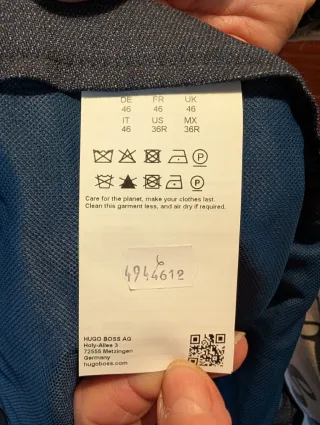 DE FR UK
46 46 46
IT US MX
46 36R 36R
P
P
Care for the planet, make your clothes last.
Clean this garment less, and air dry if required.
6
4944612
HUGO BOSS AG
Holy-Allee 3
72555 Metzingen
Germany
hugoboss.com